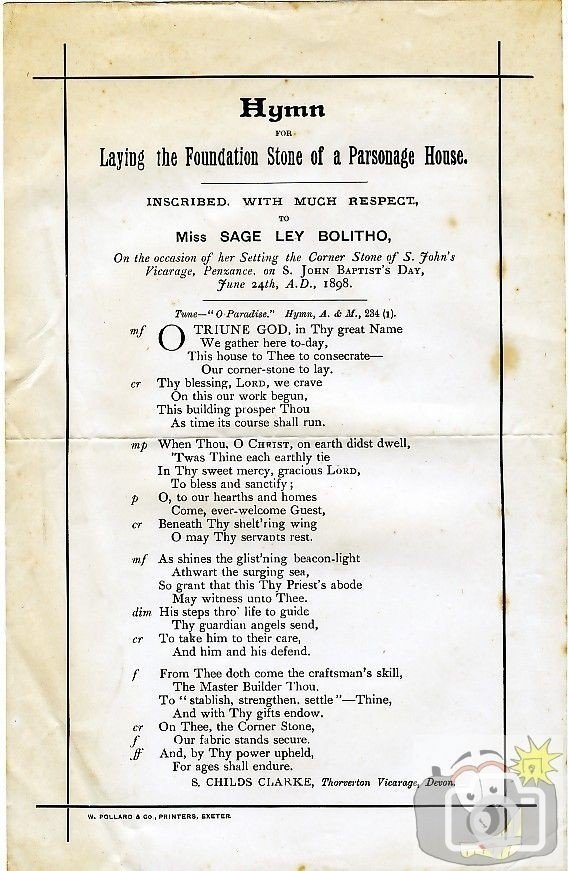 Hymn
FOR
Laying the Foundation Stone of a Parsonage House.
INSCRIBED, WITH MUCH RESPECT,
TO
Miss SAGE LEY BOLITHO,
On the occasion of her Setting the Corner Stone of S. John's
Vicarage, Penzance, on S. JOHN BAPTIST'S DAY,
June 24th, A.D., 1898.
Tune—"O Paradise." Hymn, A. & M., 234 (1).
mf O TRIUNE GOD, in Thy great Name
We gather here to-day,
This house to Thee to consecrate—
Our corner-stone to lay.
cr Thy blessing, LORD, we crave
On this our work begun,
This building prosper Thou
As time its course shall run.
mp When Thou, O CHRIST, on earth didst dwell,
'Twas Thine each earthly tie
In Thy sweet mercy, gracious LORD,
To bless and sanctify;
p O, to our hearths and homes
Come, ever-welcome Guest,
cr Beneath Thy shelt'ring wing
O may Thy servants rest.
mf As shines the glist'ning beacon-light
Athwart the surging sea,
So grant that this Thy Priest's abode
May witness unto Thee.
dim His steps thro' life to guide
Thy guardian angels send,
cr To take him to their care,
And him and his defend.
f From Thee doth come the craftsman's skill,
The Master Builder Thou.
To "stablish, strengthen, settle"—Thine,
And with Thy gifts endow.
cr On Thee, the Corner Stone,
f Our fabric stands secure.
ff And, by Thy power upheld,
For ages shall endure.
S. CHILDS CLARKE, Thorverton Vicarage, Devon.
W. POLLARD & CO., PRINTERS, EXETER